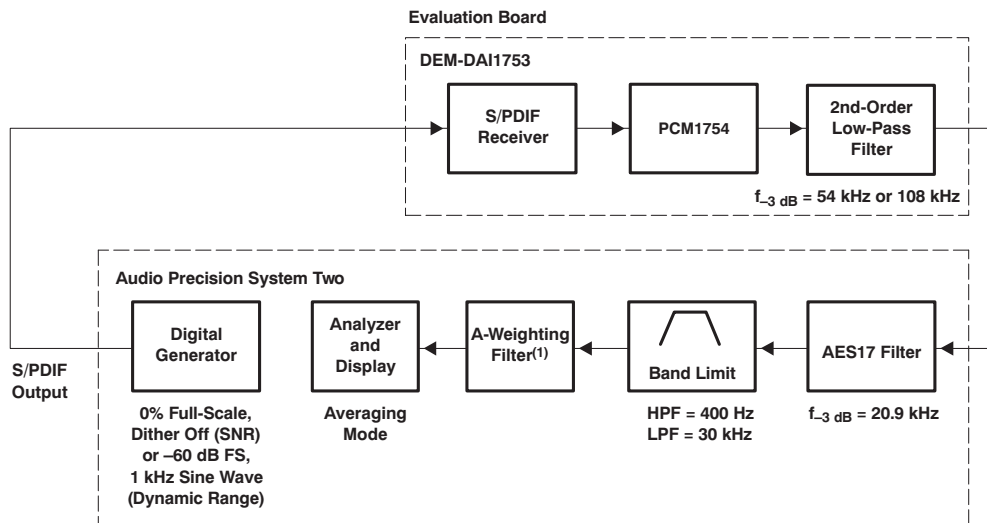 Evaluation Board
DEM-DAI1753
S/PDIF
Receiver
PCM1754
2nd-Order
Low-Pass
Filter
f–3 dB = 54 kHz or 108 kHz
Audio Precision System Two
S/PDIF
Output
Digital
Generator
0% Full-Scale,
Dither Off (SNR)
or –60 dB FS,
1 kHz Sine Wave
(Dynamic Range)
Analyzer
and
Display
Averaging
Mode
A-Weighting
Filter(1)
Band Limit
HPF = 400 Hz
LPF = 30 kHz
AES17 Filter
f–3 dB = 20.9 kHz